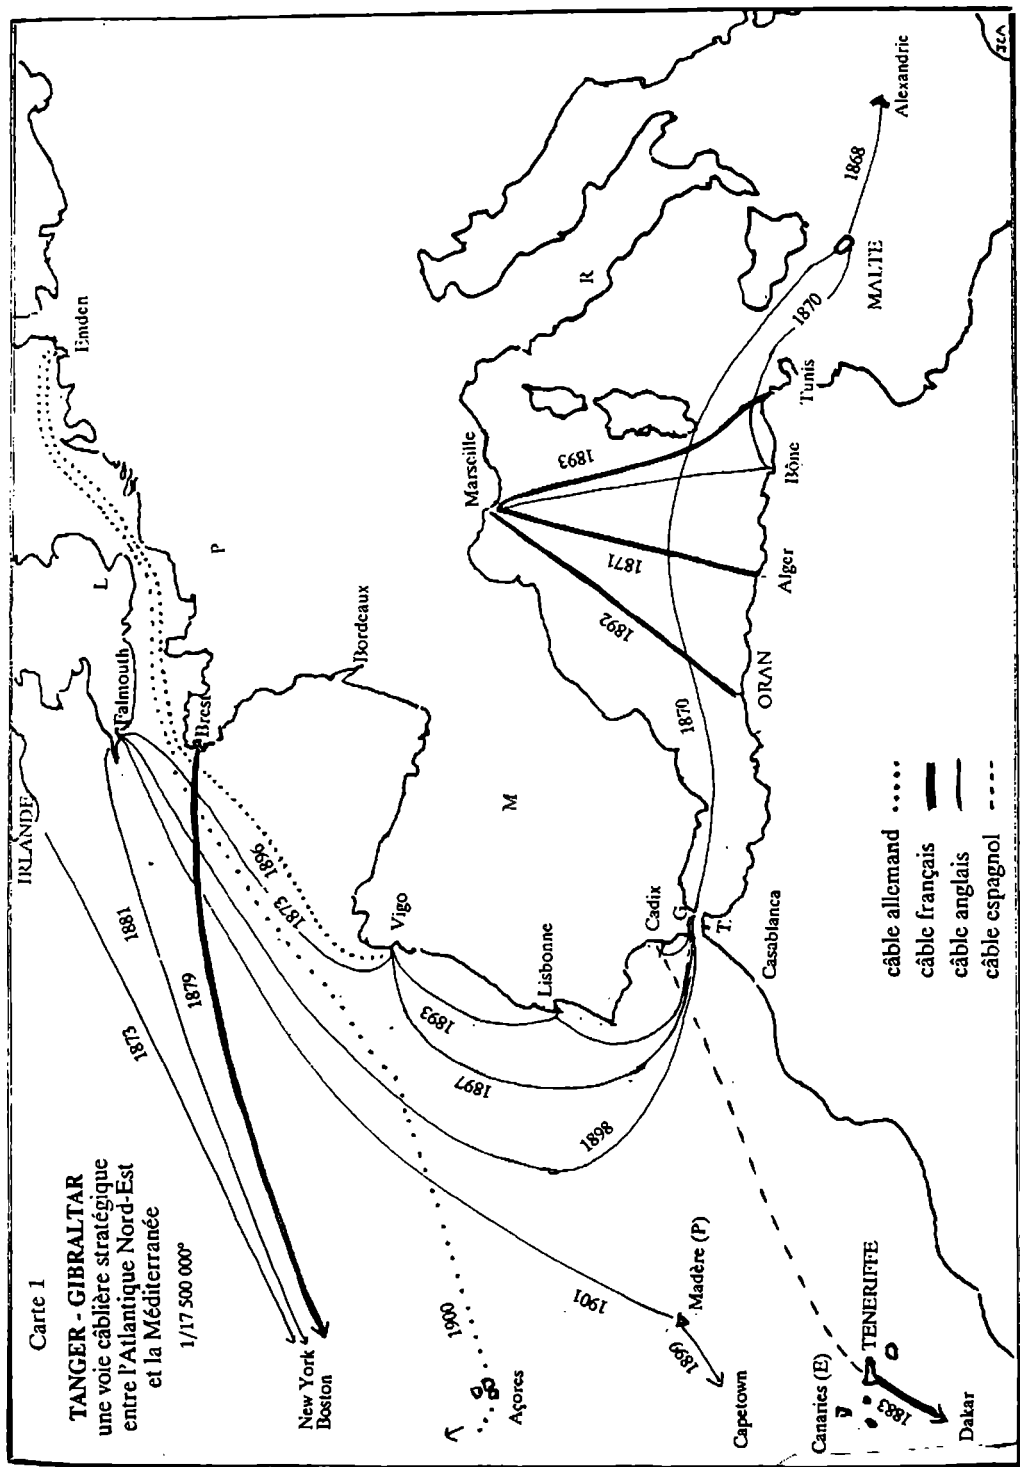 Carte 1
TANGER - GIBRALTAR
une voie câblière stratégique
entre l'Atlantique Nord-Est
et la Méditerranée
1/17 500 000°
IRLANDE
Falmouth
L
Emden
Brest
P
Bordeaux
1873
1881
1879
1896
1873
Vigo
M
Marseille
R
New York
Boston
1900
Açores
1893
1897
1898
Lisbonne
Cadix
G.
T.
1901
Madère (P)
1899
Capetown
Casablanca
1870
1892
1871
1893
ORAN
Alger
Bône
Tunis
1870
MALTE
1868
Alexandrie
Canaries (E)
TENERIFFE
1883
Dakar
câble allemand
câble français
câble anglais
câble espagnol